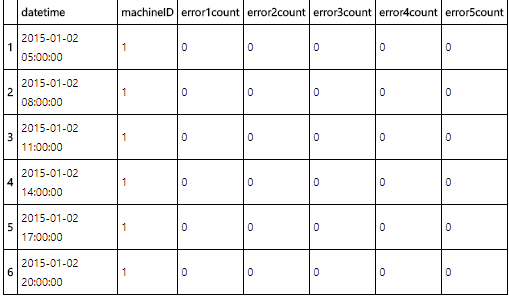 datetime machineID error1count error2count error3count error4count error5count
1 2015-01-02 05:00:00 1 0 0 0 0 0
2 2015-01-02 08:00:00 1 0 0 0 0 0
3 2015-01-02 11:00:00 1 0 0 0 0 0
4 2015-01-02 14:00:00 1 0 0 0 0 0
5 2015-01-02 17:00:00 1 0 0 0 0 0
6 2015-01-02 20:00:00 1 0 0 0 0 0